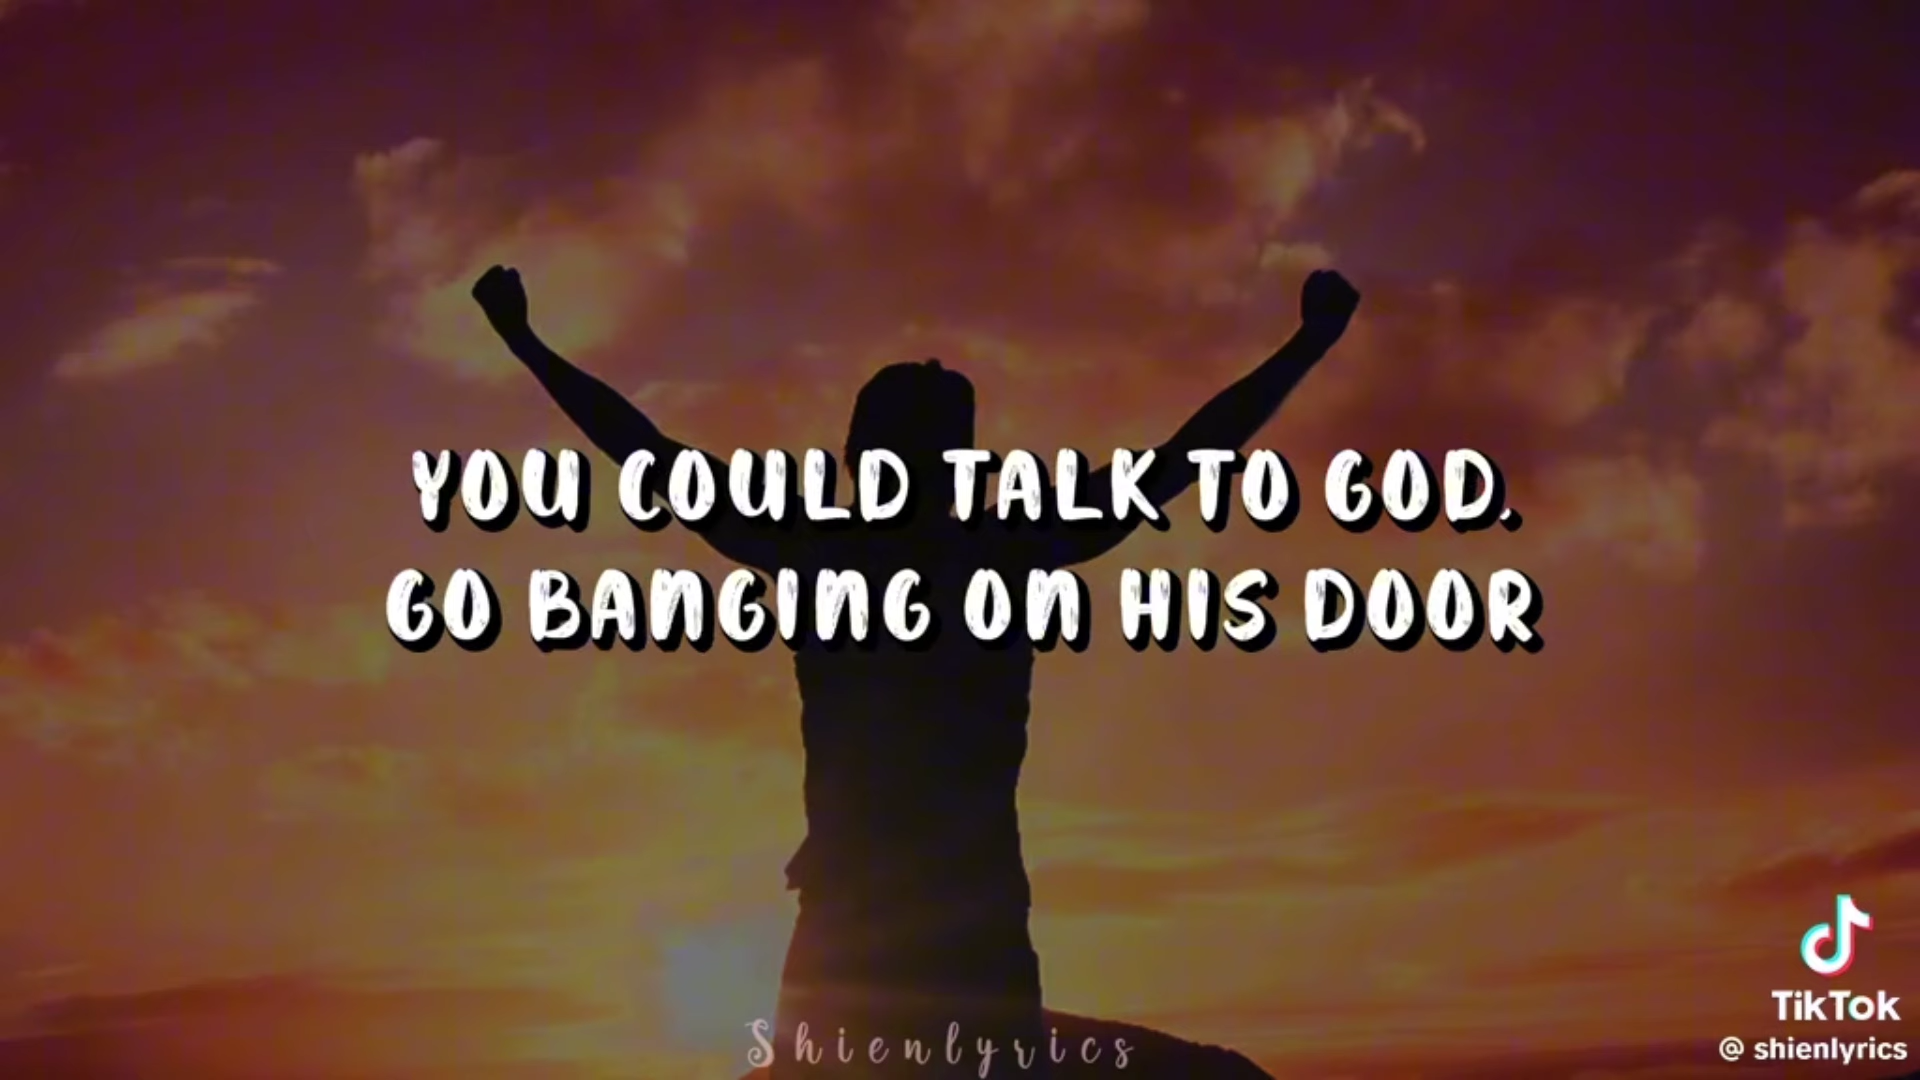 YOU COULD TALK TO GOD,
GO BANGING ON HIS DOOR
TikTok
@ shienlyrics
Shienlyrics